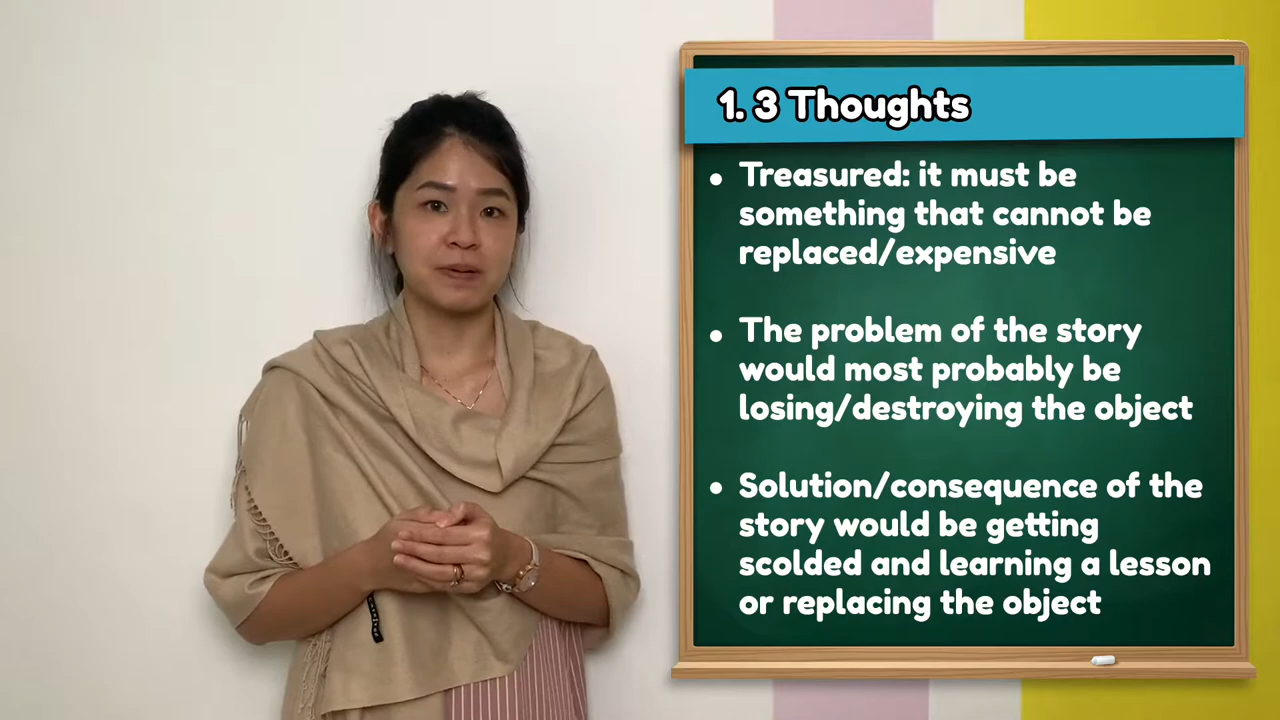 1. 3 Thoughts
• Treasured: it must be
something that cannot be
replaced/expensive
• The problem of the story
would most probably be
losing/destroying the object
• Solution/consequence of the
story would be getting
scolded and learning a lesson
or replacing the object